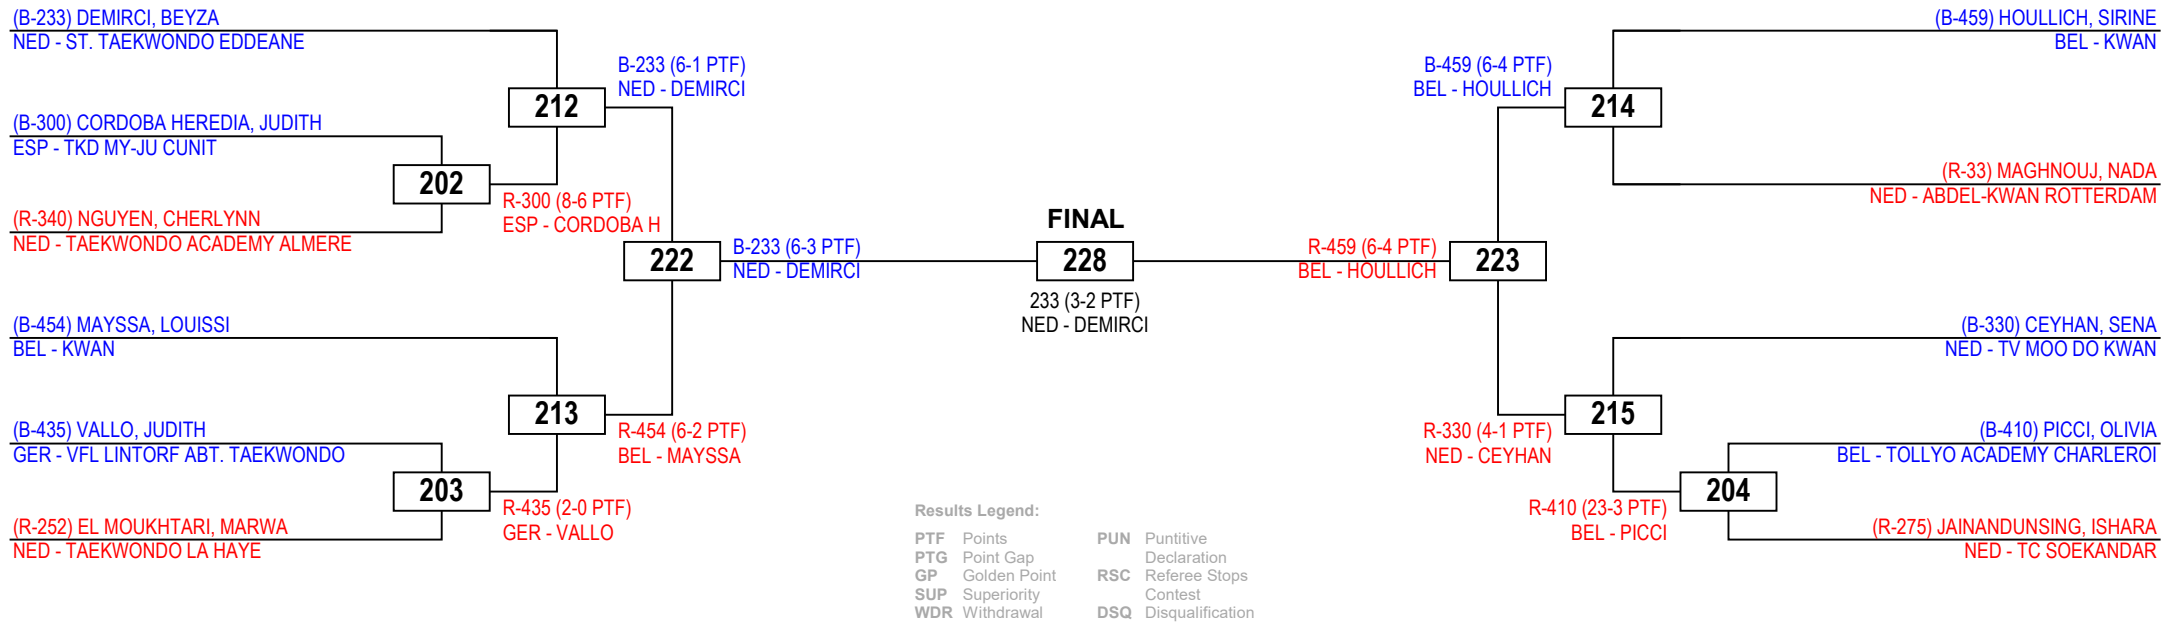 (B-233) DEMIRCI, BEYZA
NED - ST. TAEKWONDO EDDEANE
(B-300) CORDOBA HEREDIA, JUDITH
ESP - TKD MY-JU CUNIT
(R-340) NGUYEN, CHERLYNN
NED - TAEKWONDO ACADEMY ALMERE
(B-454) MAYSSA, LOUISSI
BEL - KWAN
(B-435) VALLO, JUDITH
GER - VFL LINTORF ABT. TAEKWONDO
(R-252) EL MOUKHTARI, MARWA
NED - TAEKWONDO LA HAYE
202
R-300 (8-6 PTF)
ESP - CORDOBA H
203
R-435 (2-0 PTF)
GER - VALLO
212
B-233 (6-1 PTF)
NED - DEMIRCI
213
R-454 (6-2 PTF)
BEL - MAYSSA
222
B-233 (6-3 PTF)
NED - DEMIRCI
FINAL
228
233 (3-2 PTF)
NED - DEMIRCI
R-459 (6-4 PTF)
BEL - HOULLICH
223
B-459 (6-4 PTF)
BEL - HOULLICH
214
R-330 (4-1 PTF)
NED - CEYHAN
215
R-410 (23-3 PTF)
BEL - PICCI
204
(B-459) HOULLICH, SIRINE
BEL - KWAN
(R-33) MAGHNOUJ, NADA
NED - ABDEL-KWAN ROTTERDAM
(B-330) CEYHAN, SENA
NED - TV MOO DO KWAN
(B-410) PICCI, OLIVIA
BEL - TOLLYO ACADEMY CHARLEROI
(R-275) JAINANDUNSING, ISHARA
NED - TC SOEKANDAR
Results Legend:
PTF Points
PTG Point Gap
GP Golden Point
SUP Superiority
WDR Withdrawal
PUN Puntitive
Declaration
RSC Referee Stops
Contest
DSQ Disqualification